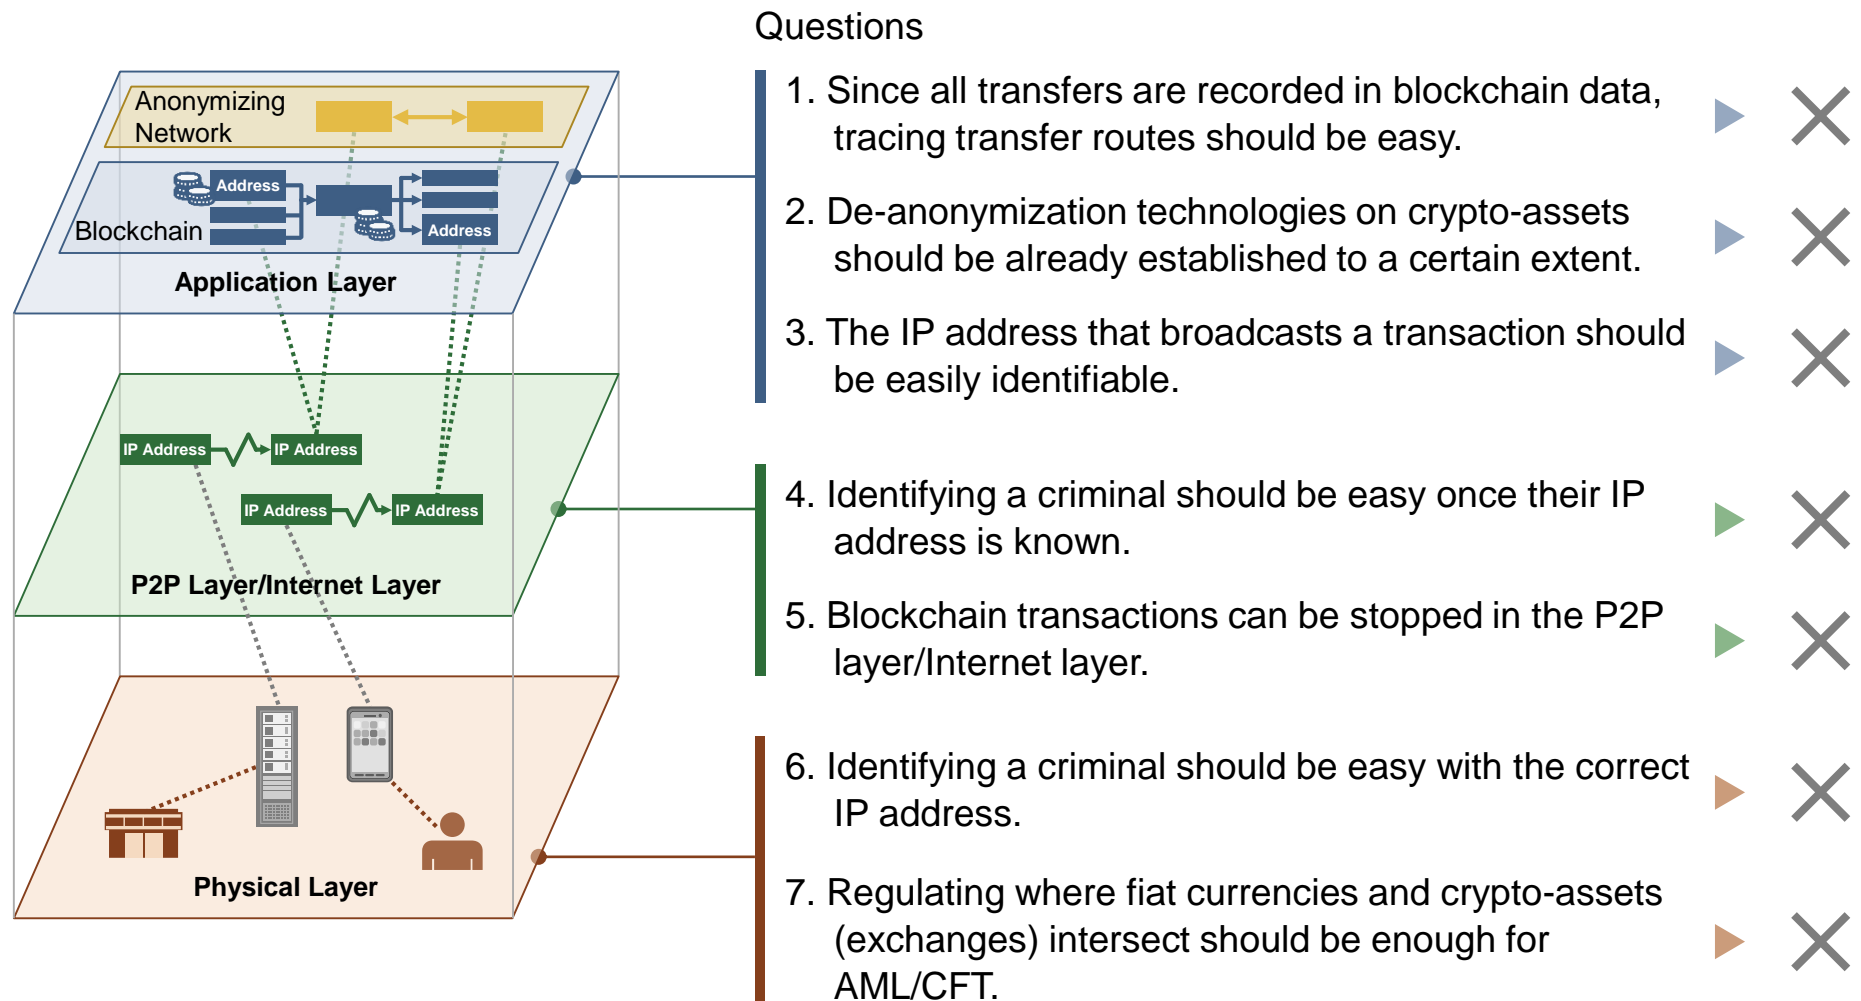 Questions
Anonymizing
Network
Address
Blockchain
Address
Application Layer
IP Address
IP Address
IP Address
IP Address
P2P Layer/Internet Layer
Physical Layer
1. Since all transfers are recorded in blockchain data,
tracing transfer routes should be easy.
2. De-anonymization technologies on crypto-assets
should be already established to a certain extent.
3. The IP address that broadcasts a transaction should
be easily identifiable.
4. Identifying a criminal should be easy once their IP
address is known.
5. Blockchain transactions can be stopped in the P2P
layer/Internet layer.
6. Identifying a criminal should be easy with the correct
IP address.
7. Regulating where fiat currencies and crypto-assets
(exchanges) intersect should be enough for
AML/CFT.